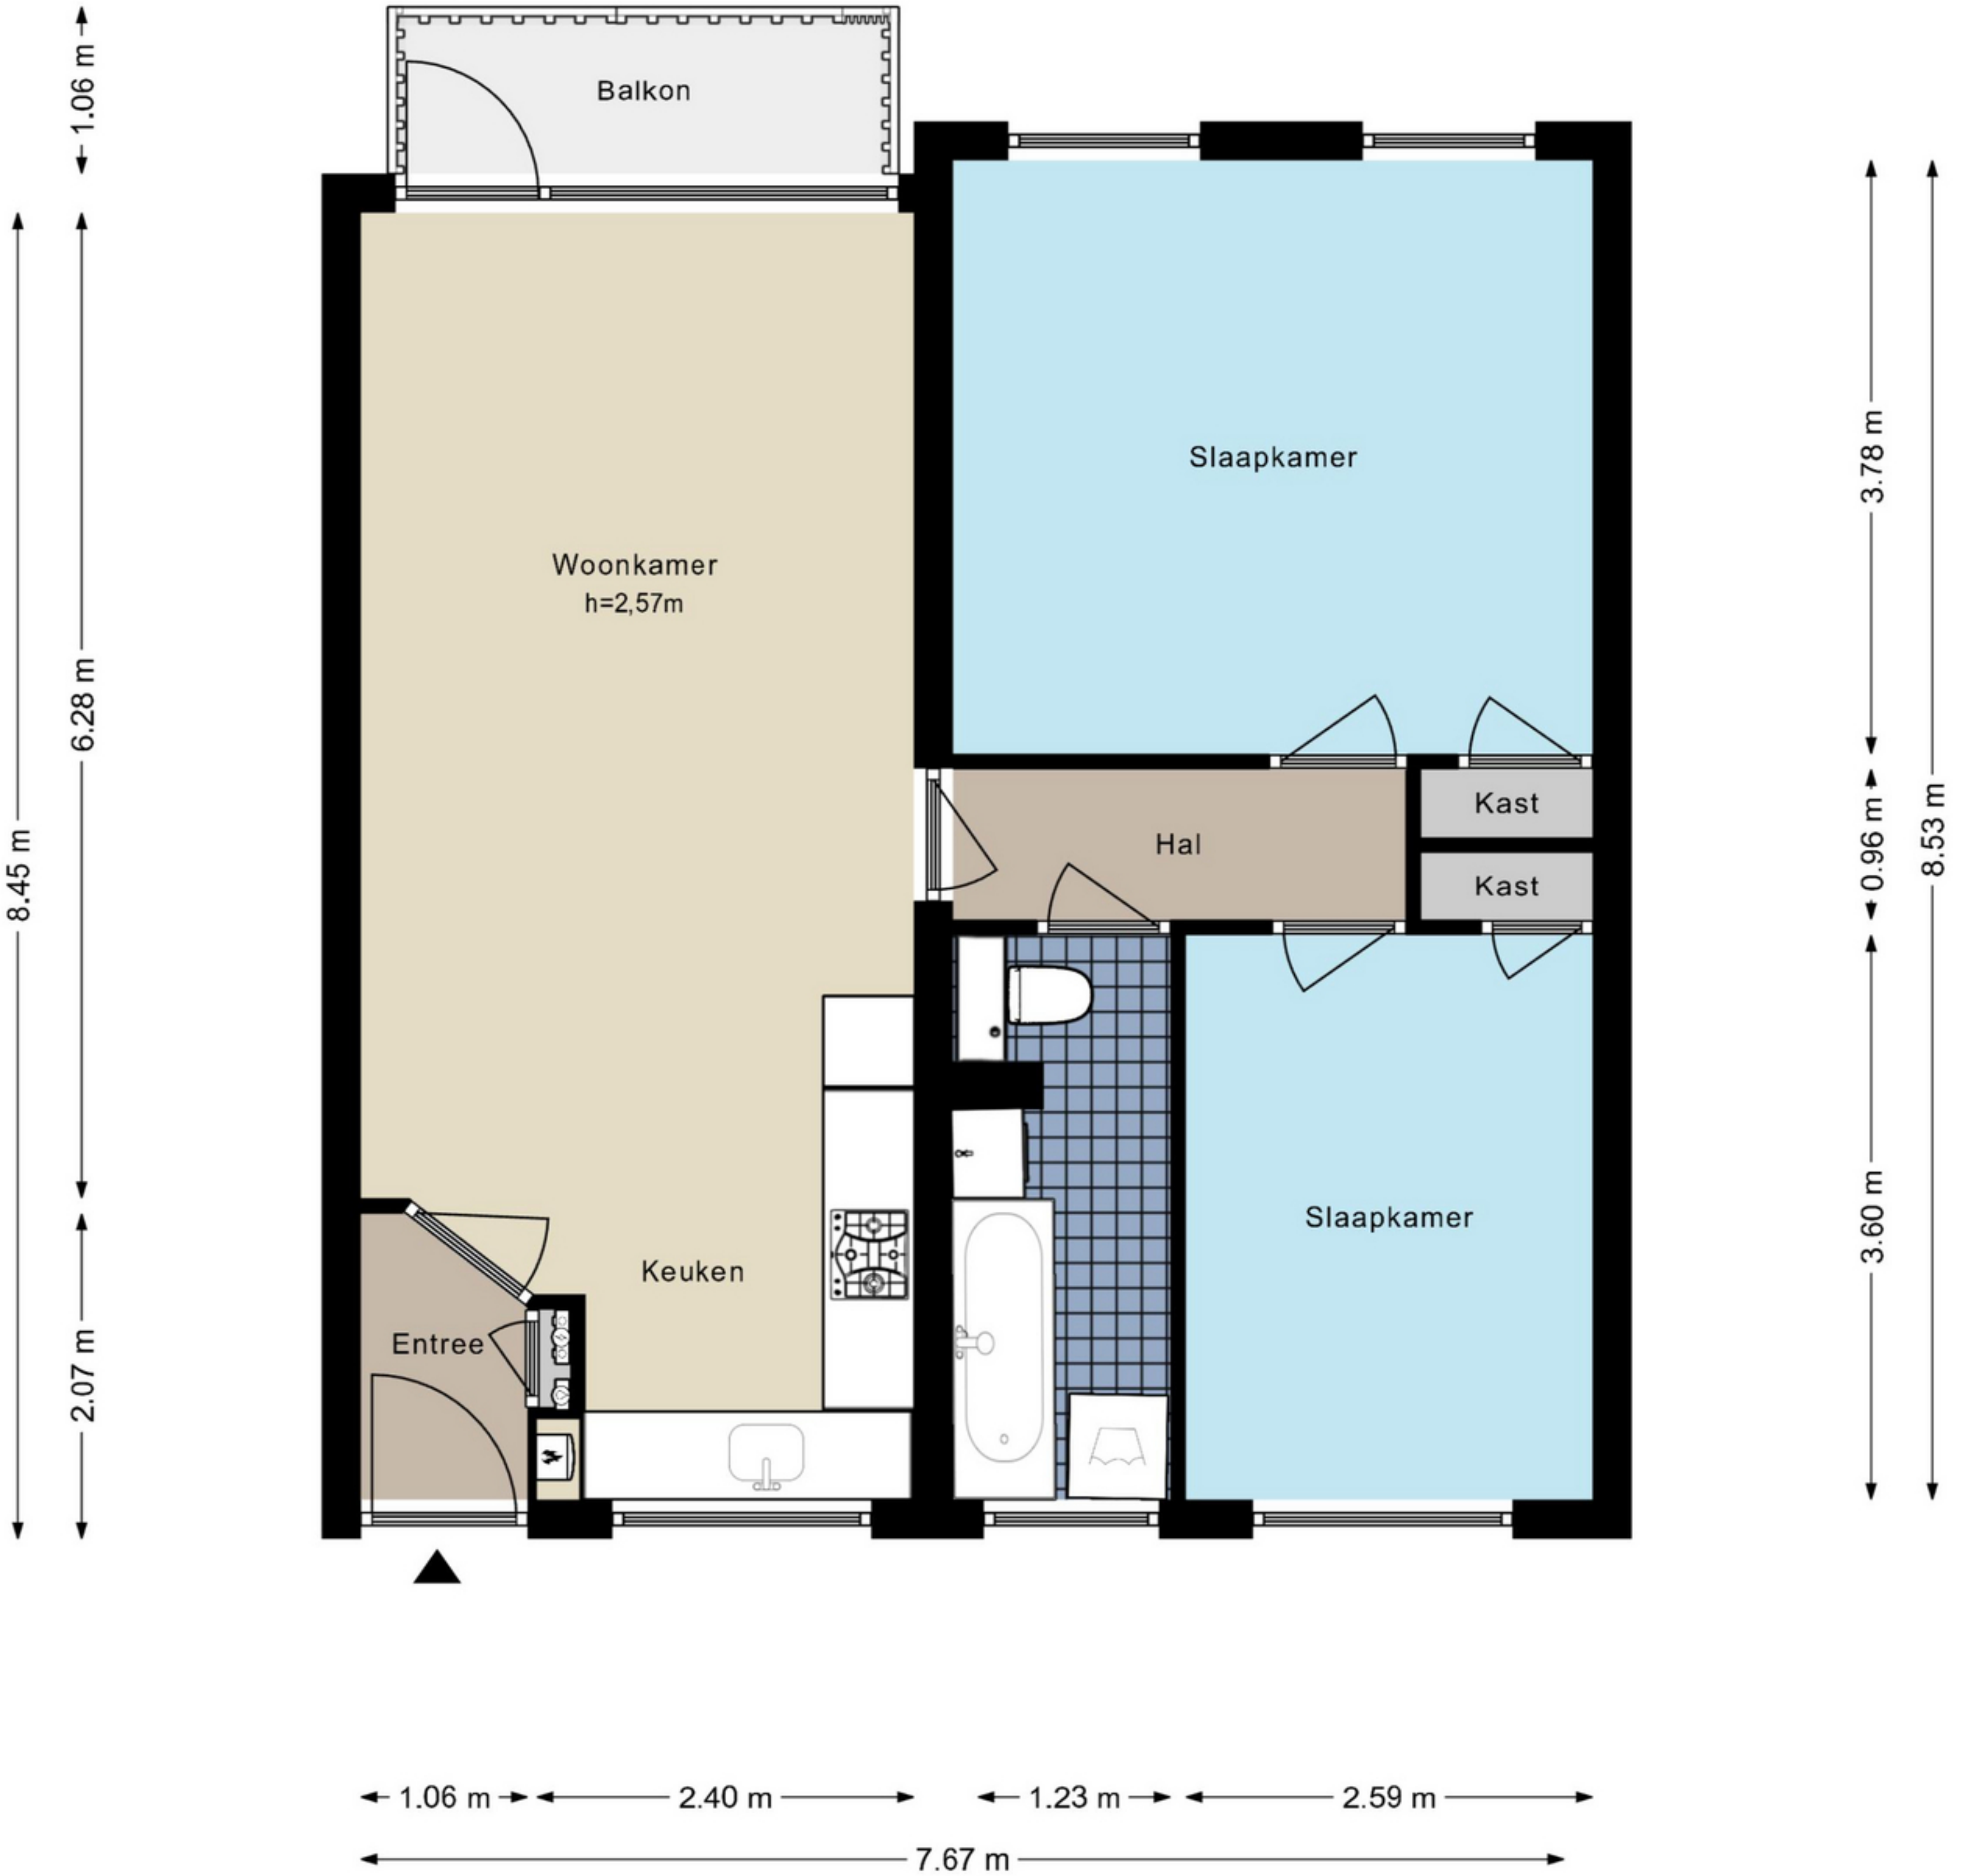 1.06 m
Balkon
Slaapkamer
3.78 m
Woonkamer
h=2,57m
6.28 m
8.45 m
Kast
Hal
Kast
0.96 m
8.53 m
Slaapkamer
3.60 m
Keuken
Entree
2.07 m
1.06 m
2.40 m
1.23 m
2.59 m
7.67 m